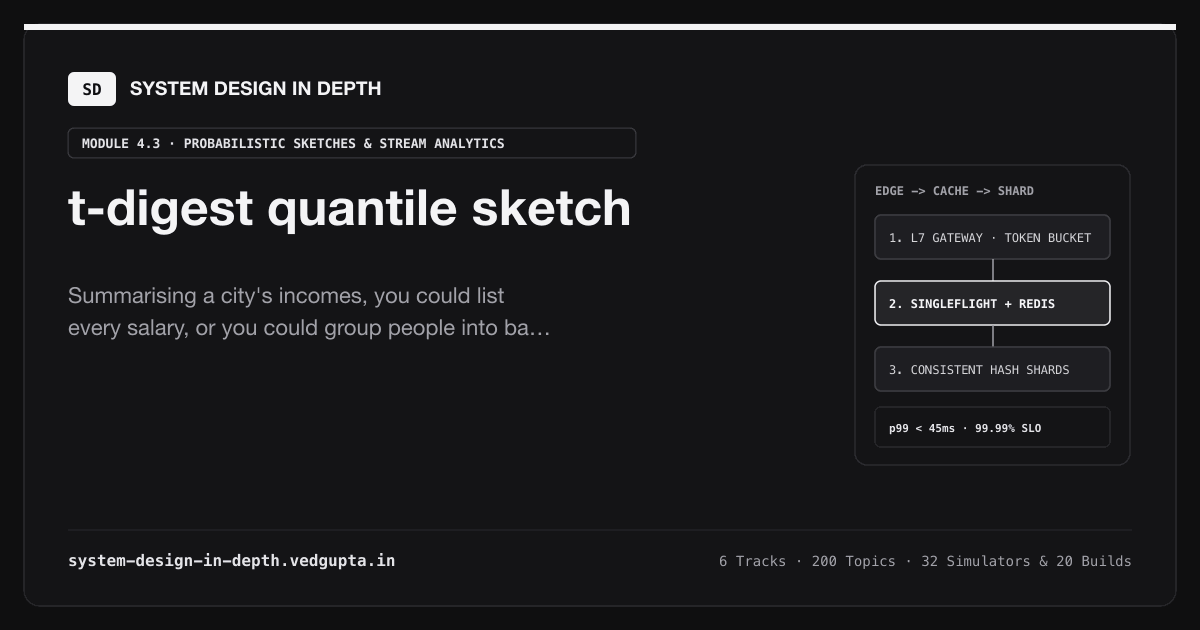 SD SYSTEM DESIGN IN DEPTH
MODULE 4.3 · PROBABILISTIC SKETCHES & STREAM ANALYTICS
t-digest quantile sketch
Summarising a city's incomes, you could list
every salary, or you could group people into ba…
EDGE —> CACHE —> SHARD
1. L7 GATEWAY · TOKEN BUCKET
2. SINGLEFLIGHT + REDIS
3. CONSISTENT HASH SHARDS
p99 < 45ms · 99.99% SLO
system-design-in-depth.vedgupta.in
6 Tracks · 200 Topics · 32 Simulators & 20 Builds